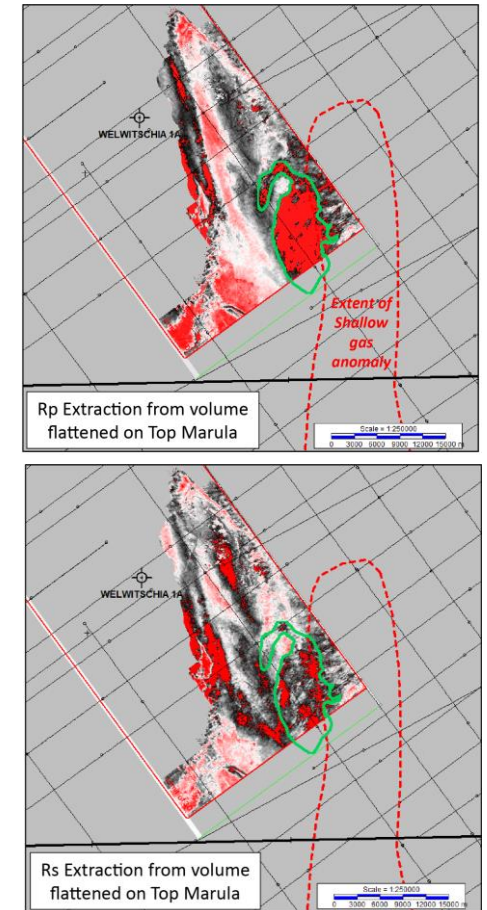 WELWITSCHIA 1A
Extent of
Shallow
gas
anomaly
Rp Extraction from volume
flattened on Top Marula
Scale = 1:250000
0 3000 6000 9000 12000 15000 m
WELWITSCHIA 1A
Rs Extraction from volume
flattened on Top Marula
Scale = 1:250000
0 3000 6000 9000 12000 15000 m